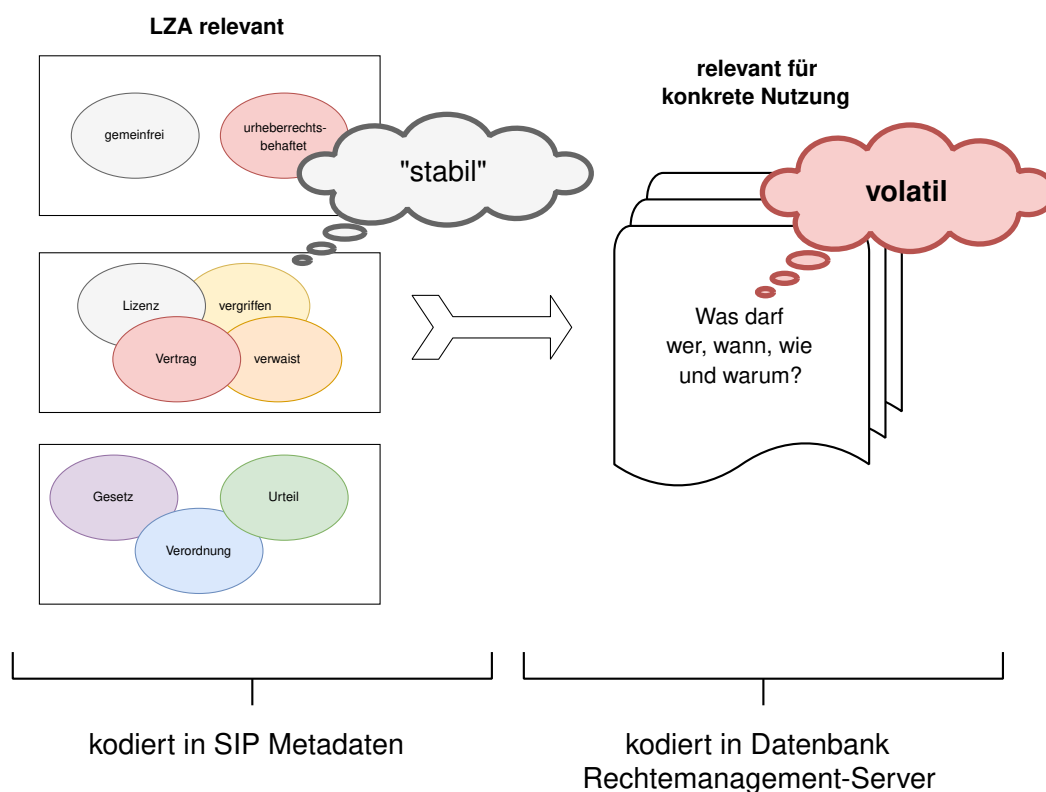 LZA relevant
gemeinfrei
urheberrechts-
behaftet
"stabil"
Lizenz
vergriffen
Vertrag
verwaist
Gesetz
Urteil
Verordnung
relevant für
konkrete Nutzung
volatil
Was darf
wer, wann, wie
und warum?
kodiert in SIP Metadaten
kodiert in Datenbank
Rechtemanagement-Server